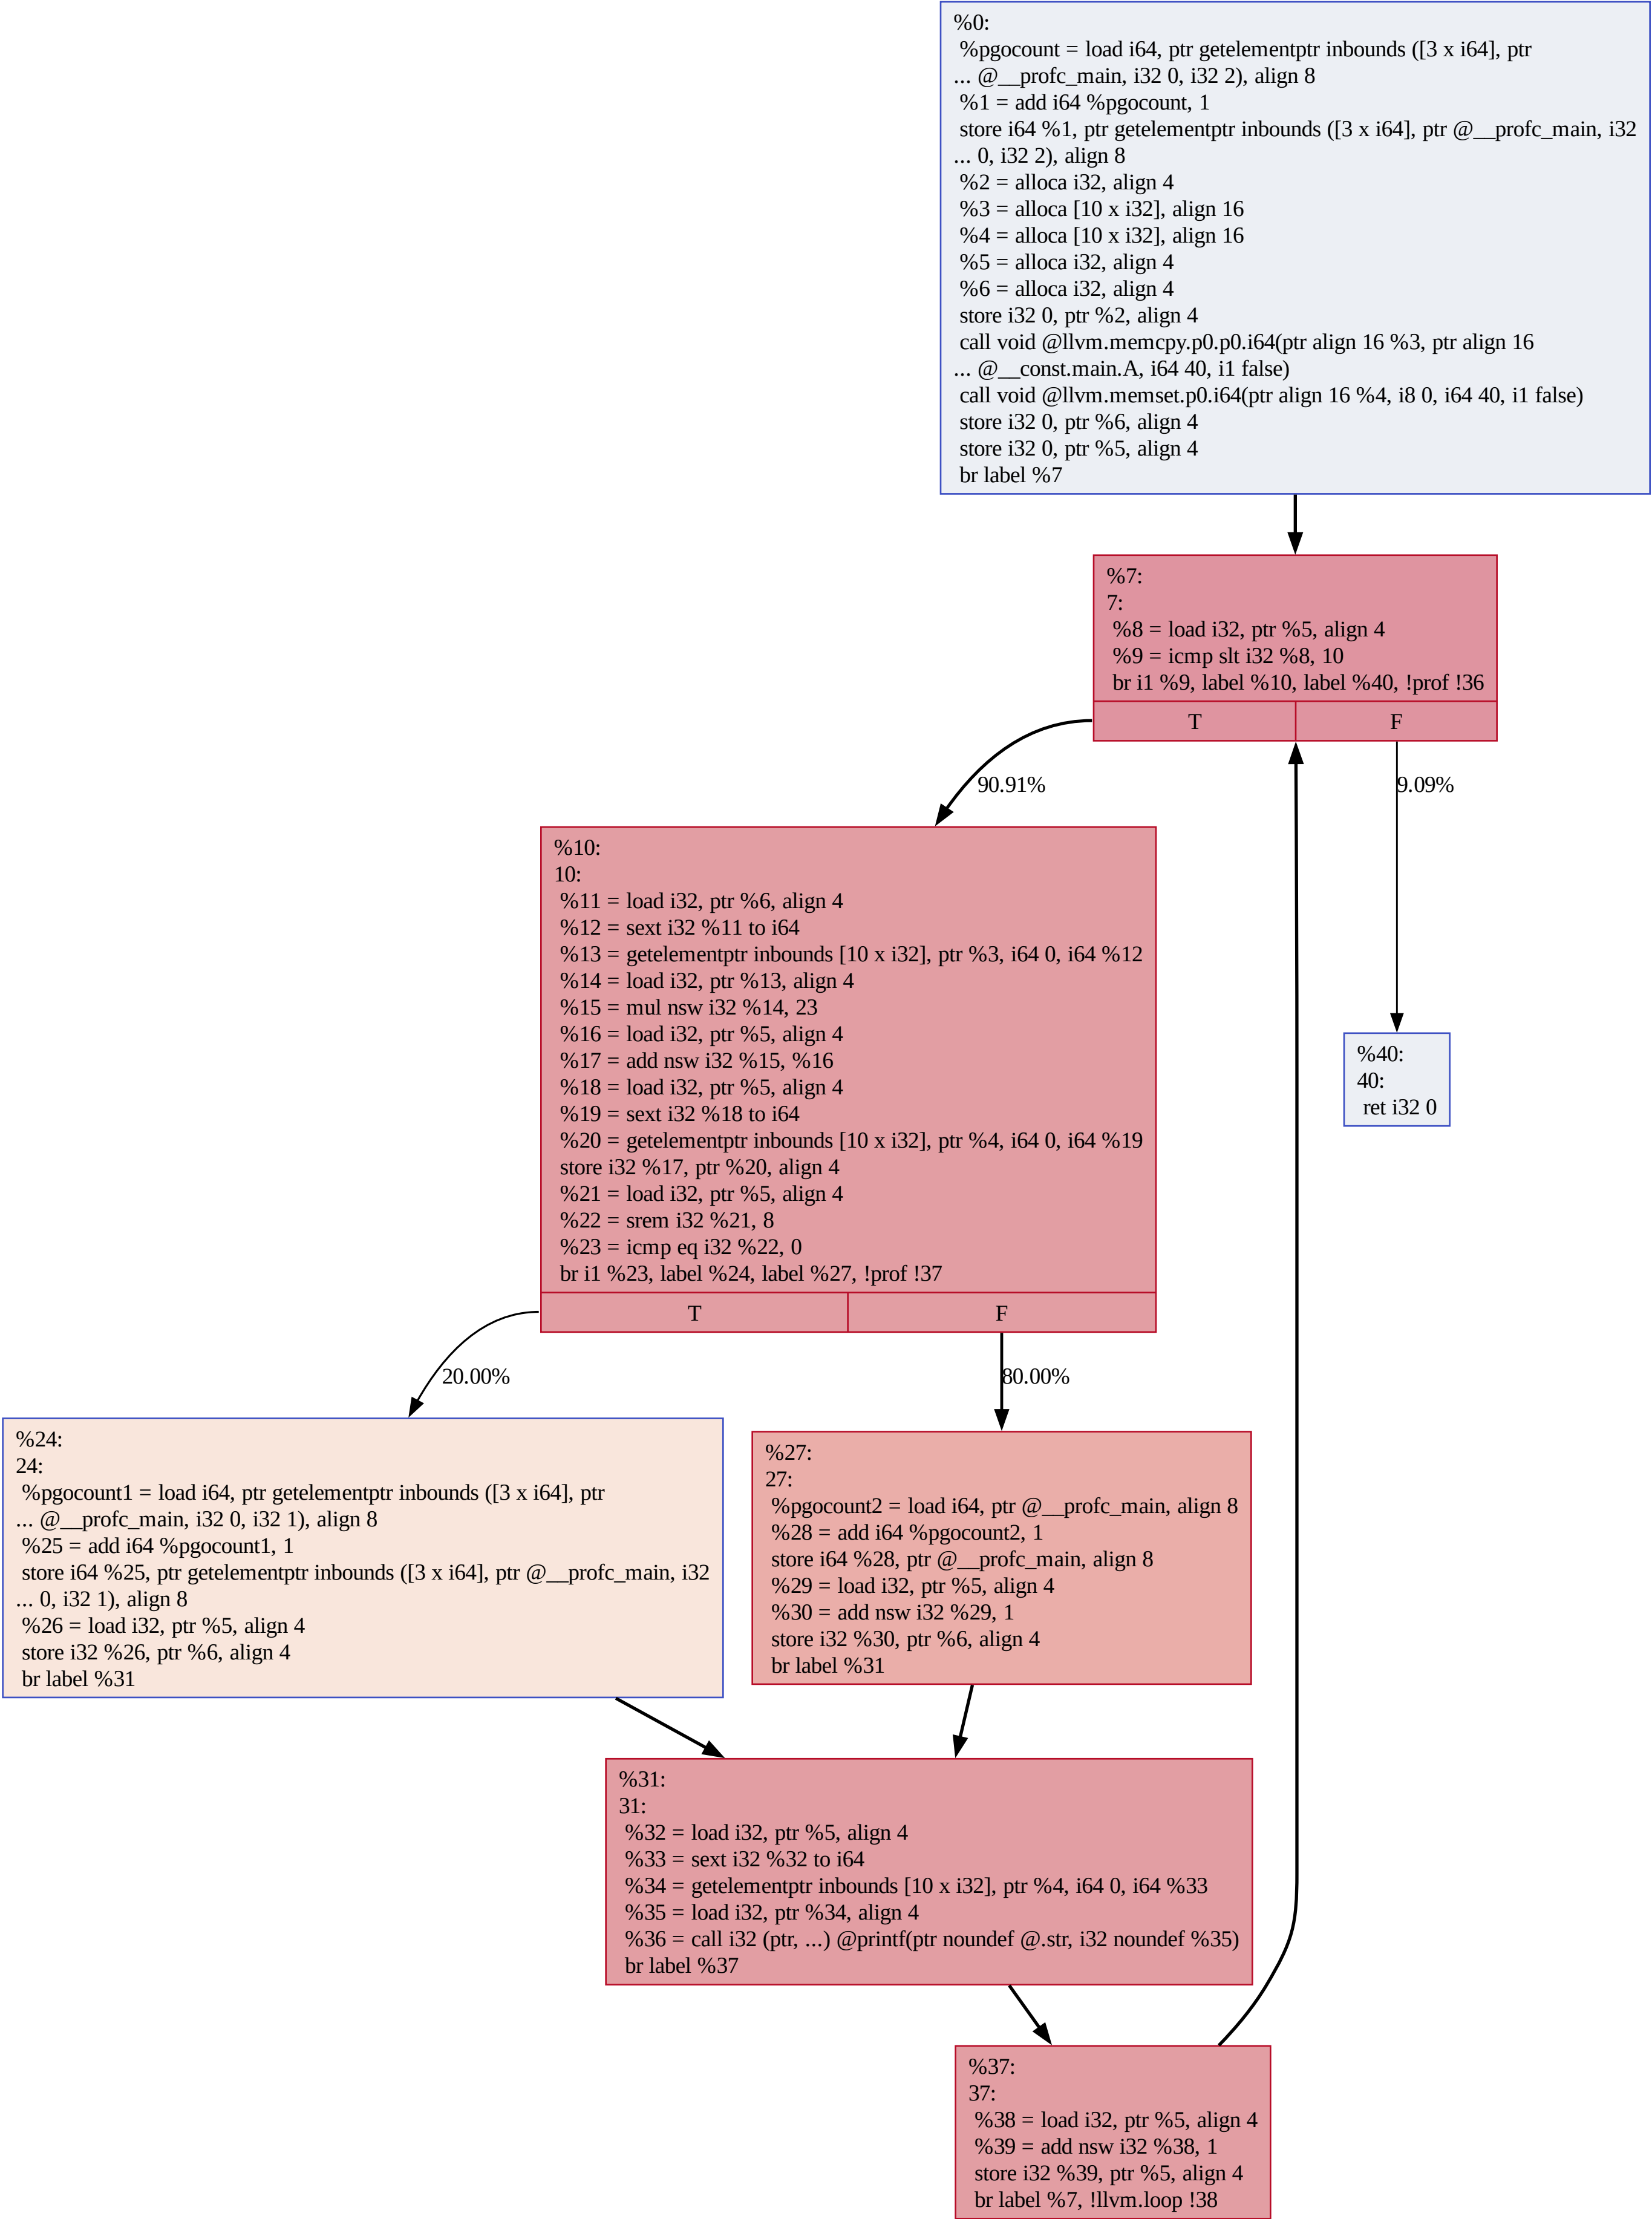 %0:
%pgocount = load i64, ptr getelementptr inbounds ([3 x i64], ptr
... @__profc_main, i32 0, i32 2), align 8
%1 = add i64 %pgocount, 1
store i64 %1, ptr getelementptr inbounds ([3 x i64], ptr @__profc_main, i32
... 0, i32 2), align 8
%2 = alloca i32, align 4
%3 = alloca [10 x i32], align 16
%4 = alloca [10 x i32], align 16
%5 = alloca i32, align 4
%6 = alloca i32, align 4
store i32 0, ptr %2, align 4
call void @llvm.memcpy.p0.p0.i64(ptr align 16 %3, ptr align 16
... @__const.main.A, i64 40, i1 false)
call void @llvm.memset.p0.i64(ptr align 16 %4, i8 0, i64 40, i1 false)
store i32 0, ptr %6, align 4
store i32 0, ptr %5, align 4
br label %7
%7:
7:
%8 = load i32, ptr %5, align 4
%9 = icmp slt i32 %8, 10
br i1 %9, label %10, label %40, !prof !36
T F
90.91% 9.09%
%10:
10:
%11 = load i32, ptr %6, align 4
%12 = sext i32 %11 to i64
%13 = getelementptr inbounds [10 x i32], ptr %3, i64 0, i64 %12
%14 = load i32, ptr %13, align 4
%15 = mul nsw i32 %14, 23
%16 = load i32, ptr %5, align 4
%17 = add nsw i32 %15, %16
%18 = load i32, ptr %5, align 4
%19 = sext i32 %18 to i64
%20 = getelementptr inbounds [10 x i32], ptr %4, i64 0, i64 %19
store i32 %17, ptr %20, align 4
%21 = load i32, ptr %5, align 4
%22 = srem i32 %21, 8
%23 = icmp eq i32 %22, 0
br i1 %23, label %24, label %27, !prof !37
T F
%40:
40:
ret i32 0
20.00% 80.00%
%24:
24:
%pgocount1 = load i64, ptr getelementptr inbounds ([3 x i64], ptr
... @__profc_main, i32 0, i32 1), align 8
%25 = add i64 %pgocount1, 1
store i64 %25, ptr getelementptr inbounds ([3 x i64], ptr @__profc_main, i32
... 0, i32 1), align 8
%26 = load i32, ptr %5, align 4
store i32 %26, ptr %6, align 4
br label %31
%27:
27:
%pgocount2 = load i64, ptr @__profc_main, align 8
%28 = add i64 %pgocount2, 1
store i64 %28, ptr @__profc_main, align 8
%29 = load i32, ptr %5, align 4
%30 = add nsw i32 %29, 1
store i32 %30, ptr %6, align 4
br label %31
%31:
31:
%32 = load i32, ptr %5, align 4
%33 = sext i32 %32 to i64
%34 = getelementptr inbounds [10 x i32], ptr %4, i64 0, i64 %33
%35 = load i32, ptr %34, align 4
%36 = call i32 (ptr, ...) @printf(ptr noundef @.str, i32 noundef %35)
br label %37
%37:
37:
%38 = load i32, ptr %5, align 4
%39 = add nsw i32 %38, 1
store i32 %39, ptr %5, align 4
br label %7, !llvm.loop !38